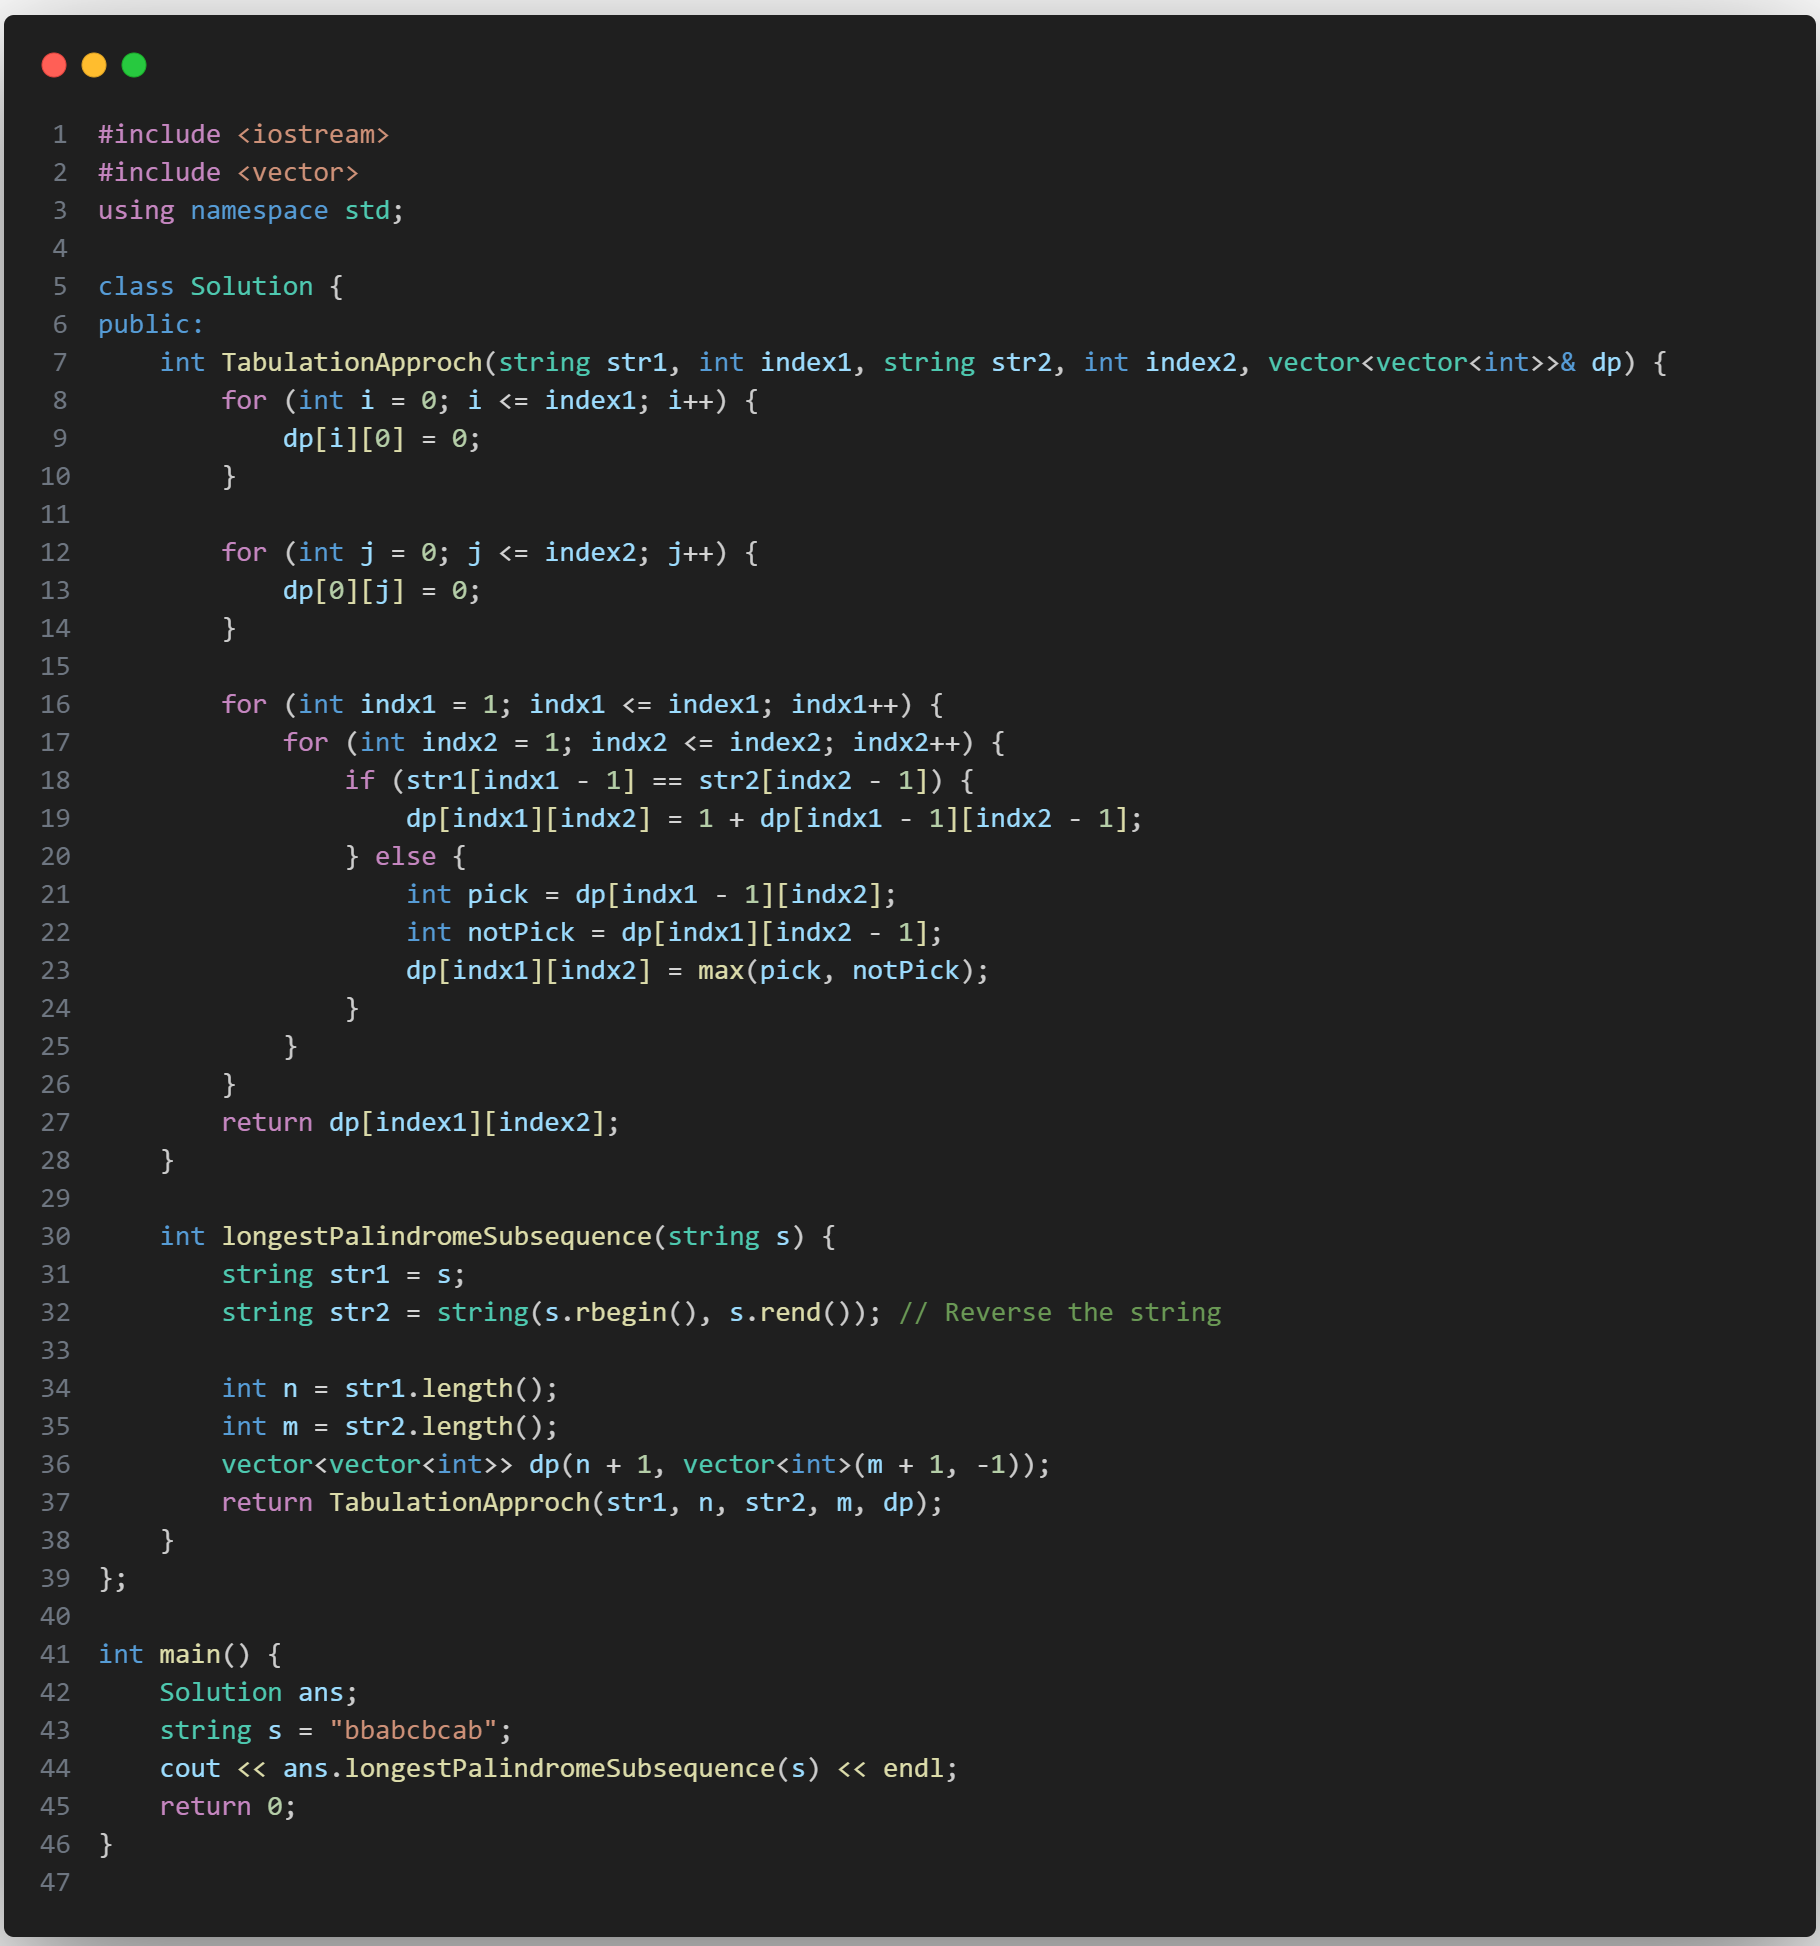 1 #include <iostream>
2 #include <vector>
3 using namespace std;
4
5 class Solution {
6 public:
7     int TabulationApproch(string str1, int index1, string str2, int index2, vector<vector<int>>& dp) {
8         for (int i = 0; i <= index1; i++) {
9             dp[i][0] = 0;
10         }
11
12         for (int j = 0; j <= index2; j++) {
13             dp[0][j] = 0;
14         }
15
16         for (int indx1 = 1; indx1 <= index1; indx1++) {
17             for (int indx2 = 1; indx2 <= index2; indx2++) {
18                 if (str1[indx1 - 1] == str2[indx2 - 1]) {
19                     dp[indx1][indx2] = 1 + dp[indx1 - 1][indx2 - 1];
20                 } else {
21                     int pick = dp[indx1 - 1][indx2];
22                     int notPick = dp[indx1][indx2 - 1];
23                     dp[indx1][indx2] = max(pick, notPick);
24                 }
25             }
26         }
27         return dp[index1][index2];
28     }
29
30     int longestPalindromeSubsequence(string s) {
31         string str1 = s;
32         string str2 = string(s.rbegin(), s.rend()); // Reverse the string
33
34         int n = str1.length();
35         int m = str2.length();
36         vector<vector<int>> dp(n + 1, vector<int>(m + 1, -1));
37         return TabulationApproch(str1, n, str2, m, dp);
38     }
39 };
40
41 int main() {
42     Solution ans;
43     string s = "bbabcbcab";
44     cout << ans.longestPalindromeSubsequence(s) << endl;
45     return 0;
46 }
47